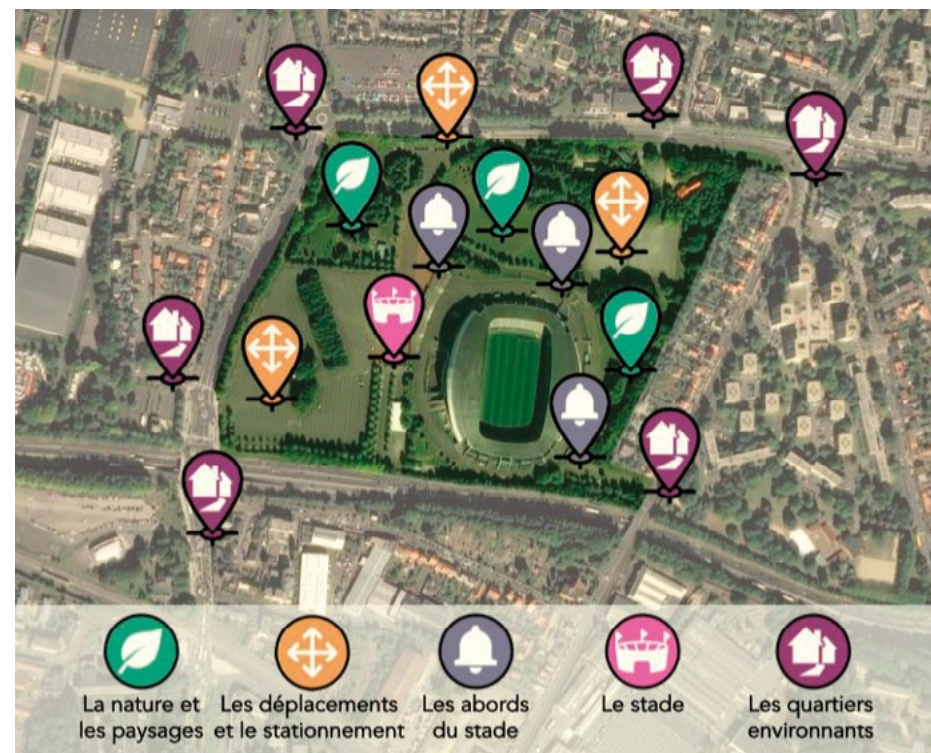 La nature et
les paysages
Les déplacements
et le stationnement
Les abords
du stade
Le stade
Les quartiers
environnants